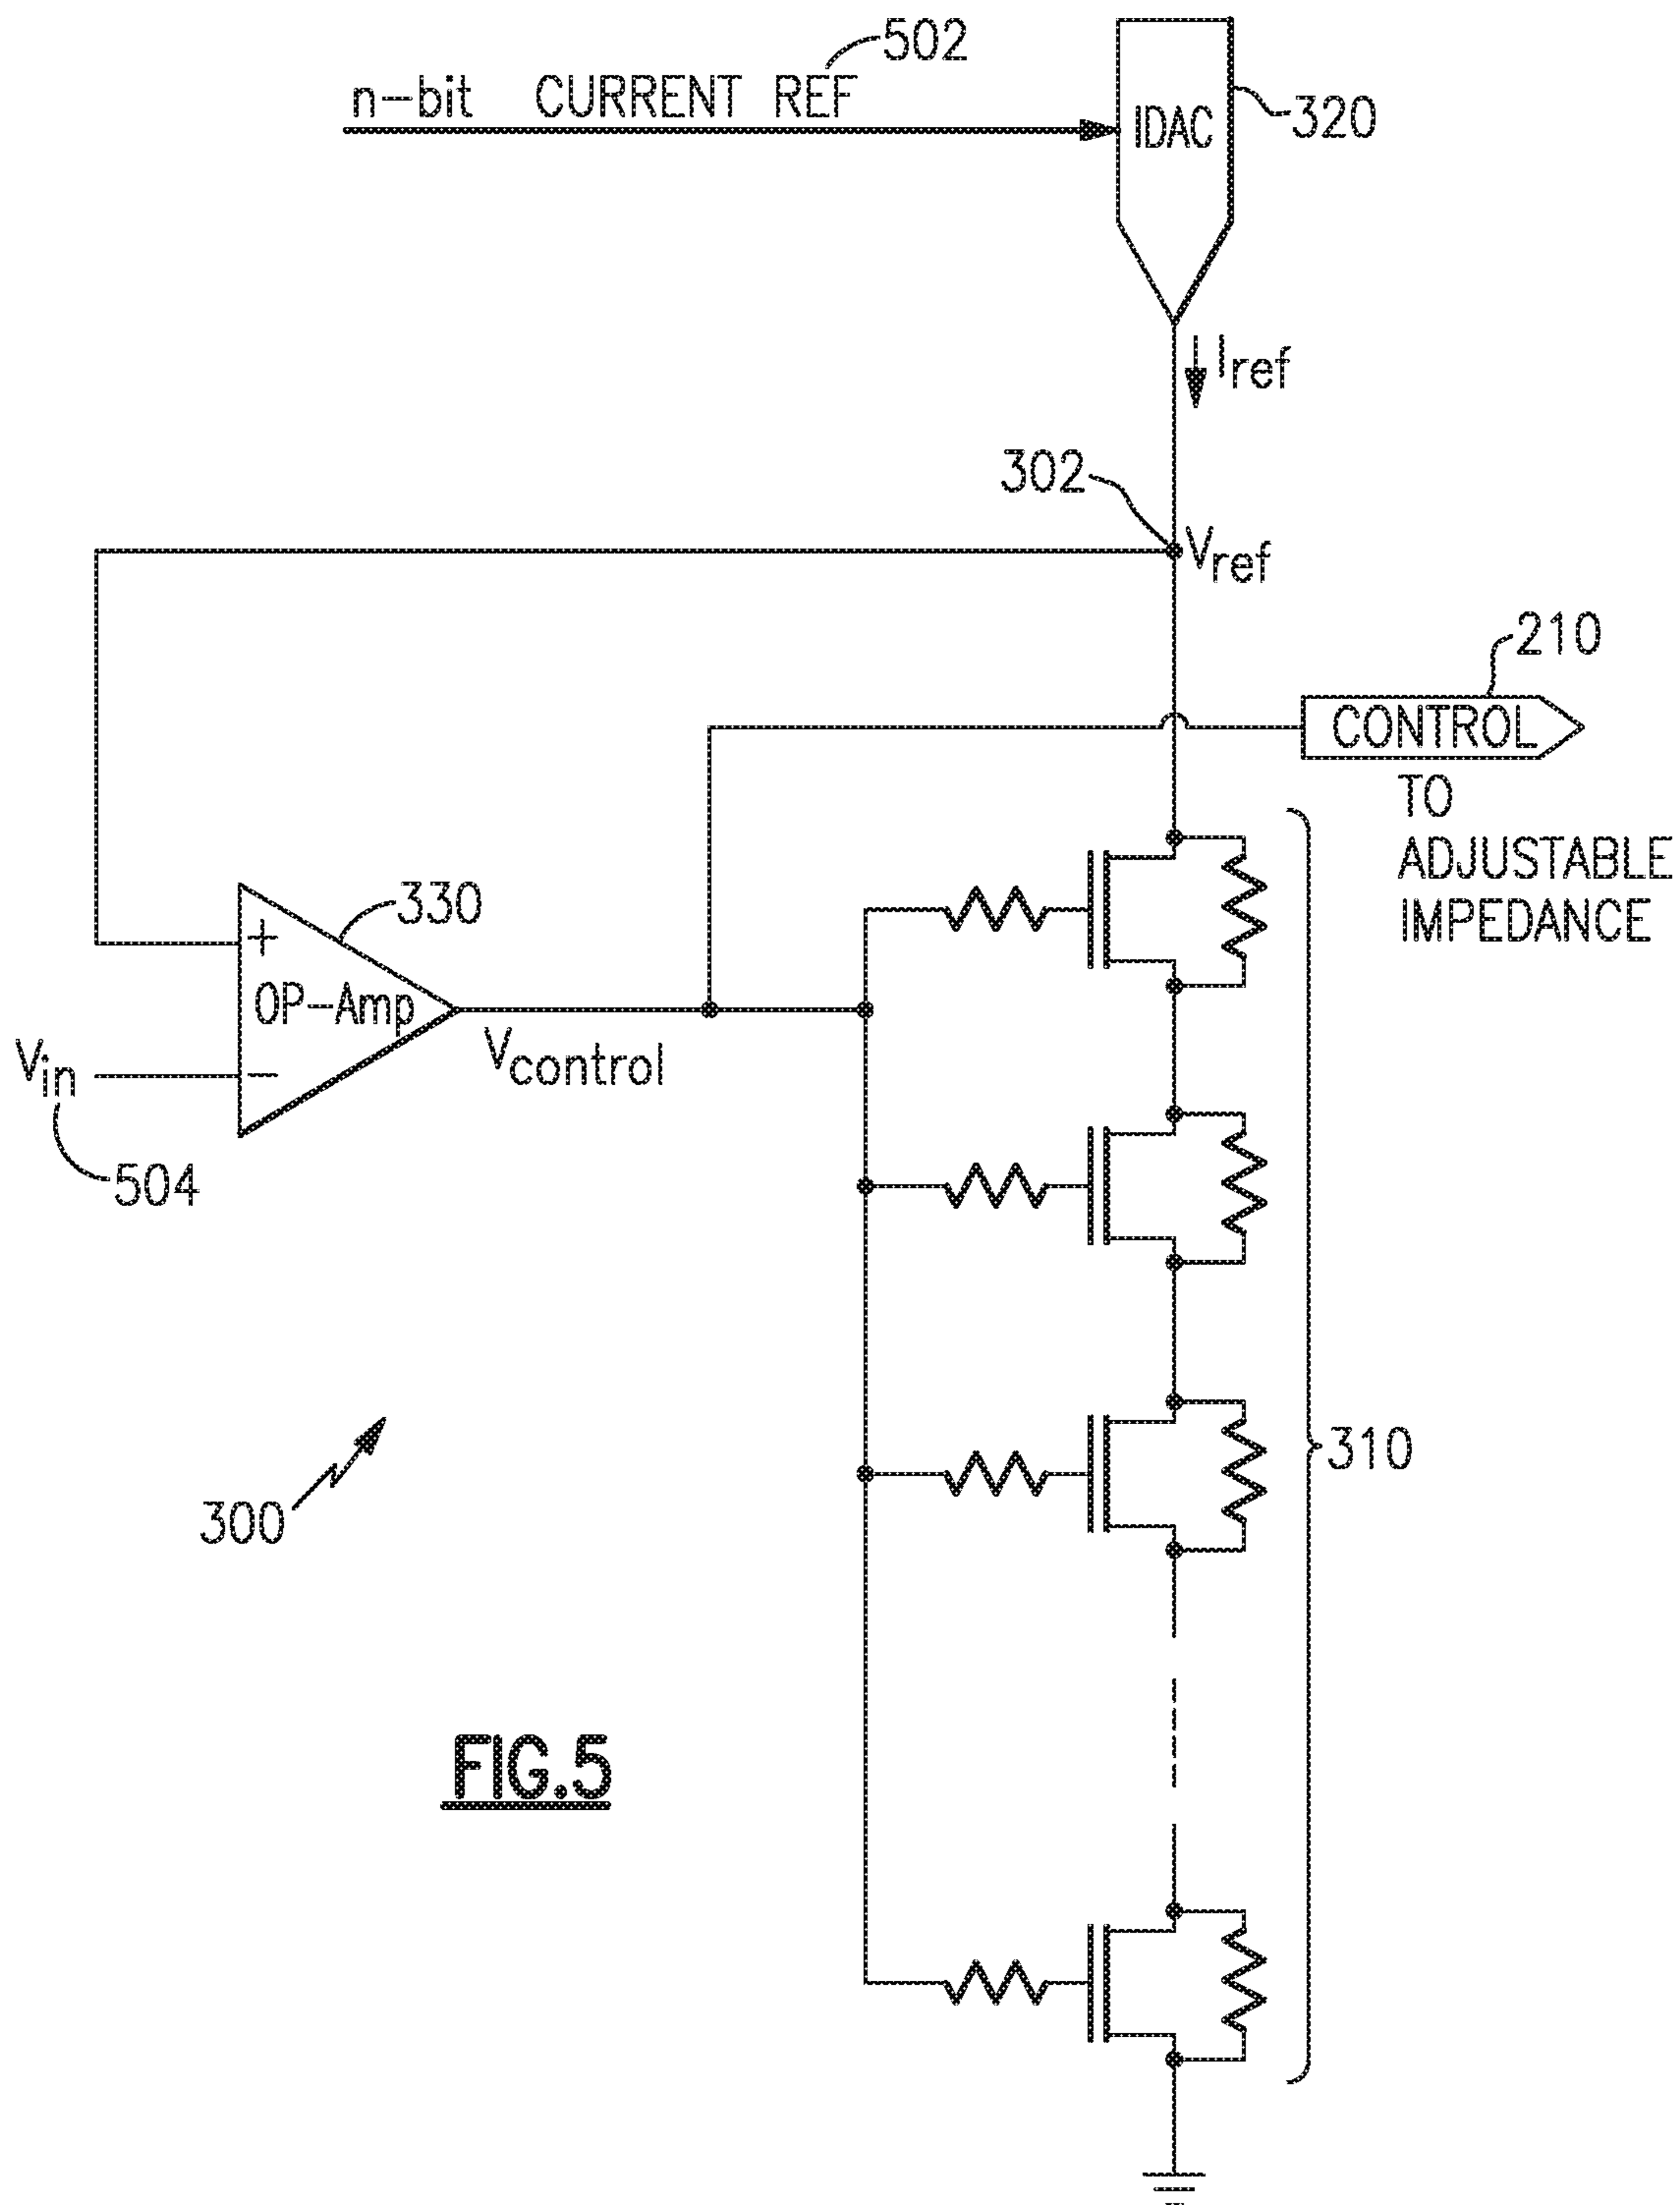 502
n-bit CURRENT REF
IDAC
320
Iref
302
Vref
210
CONTROL
TO
ADJUSTABLE
IMPEDANCE
330
+
OP-Amp
−
Vin
504
Vcontrol
310
300
FIG.5